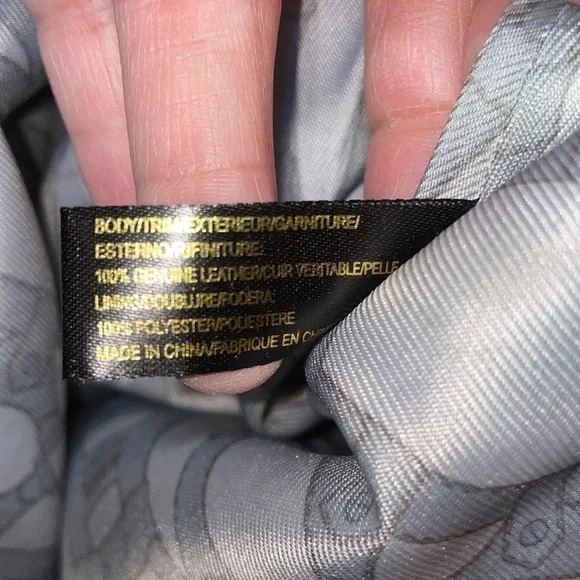 BODY/TRIM/EXTERIEUR/GARNITURE/
ESTERNO/RIFINITURE:
100% GENUINE LEATHER/CUIR VERITABLE/PELLE
LINING/DOUBLURE/FODERA:
100% POLYESTER/POLIESTERE
MADE IN CHINA/FABRIQUE EN